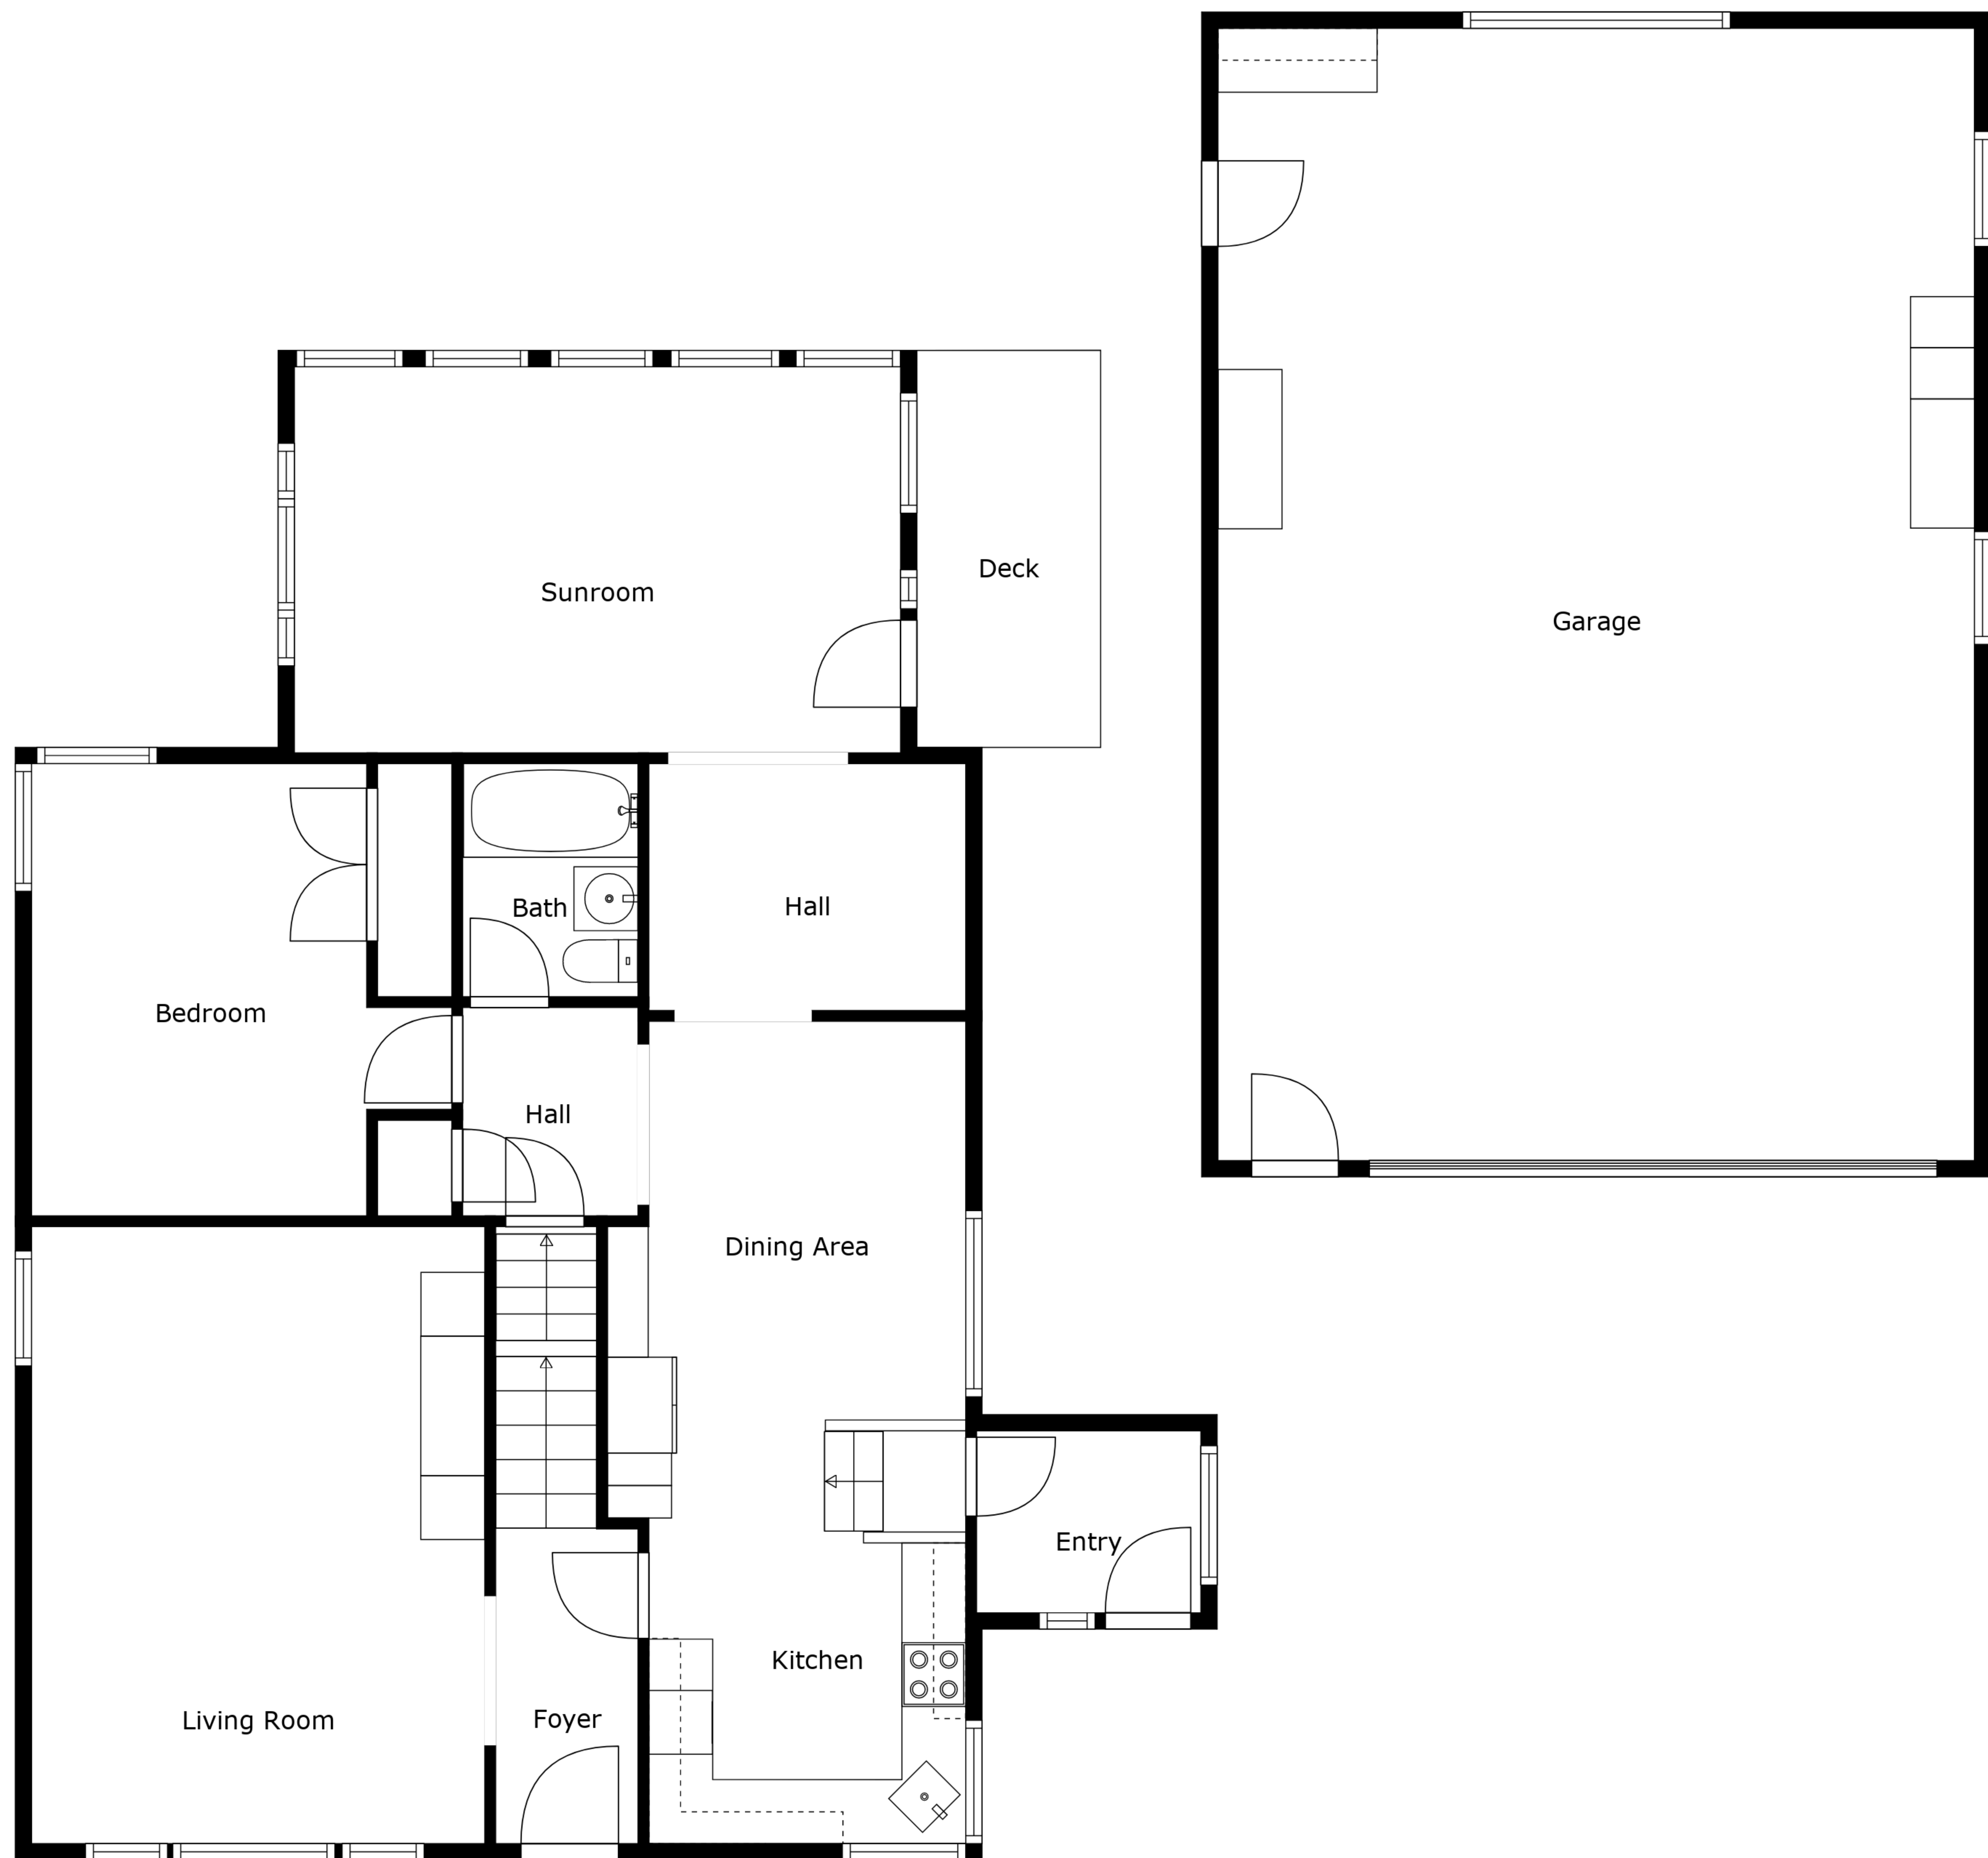 Deck
Sunroom
Garage
Bath
Hall
Bedroom
Hall
Dining Area
Entry
Kitchen
Living Room
Foyer